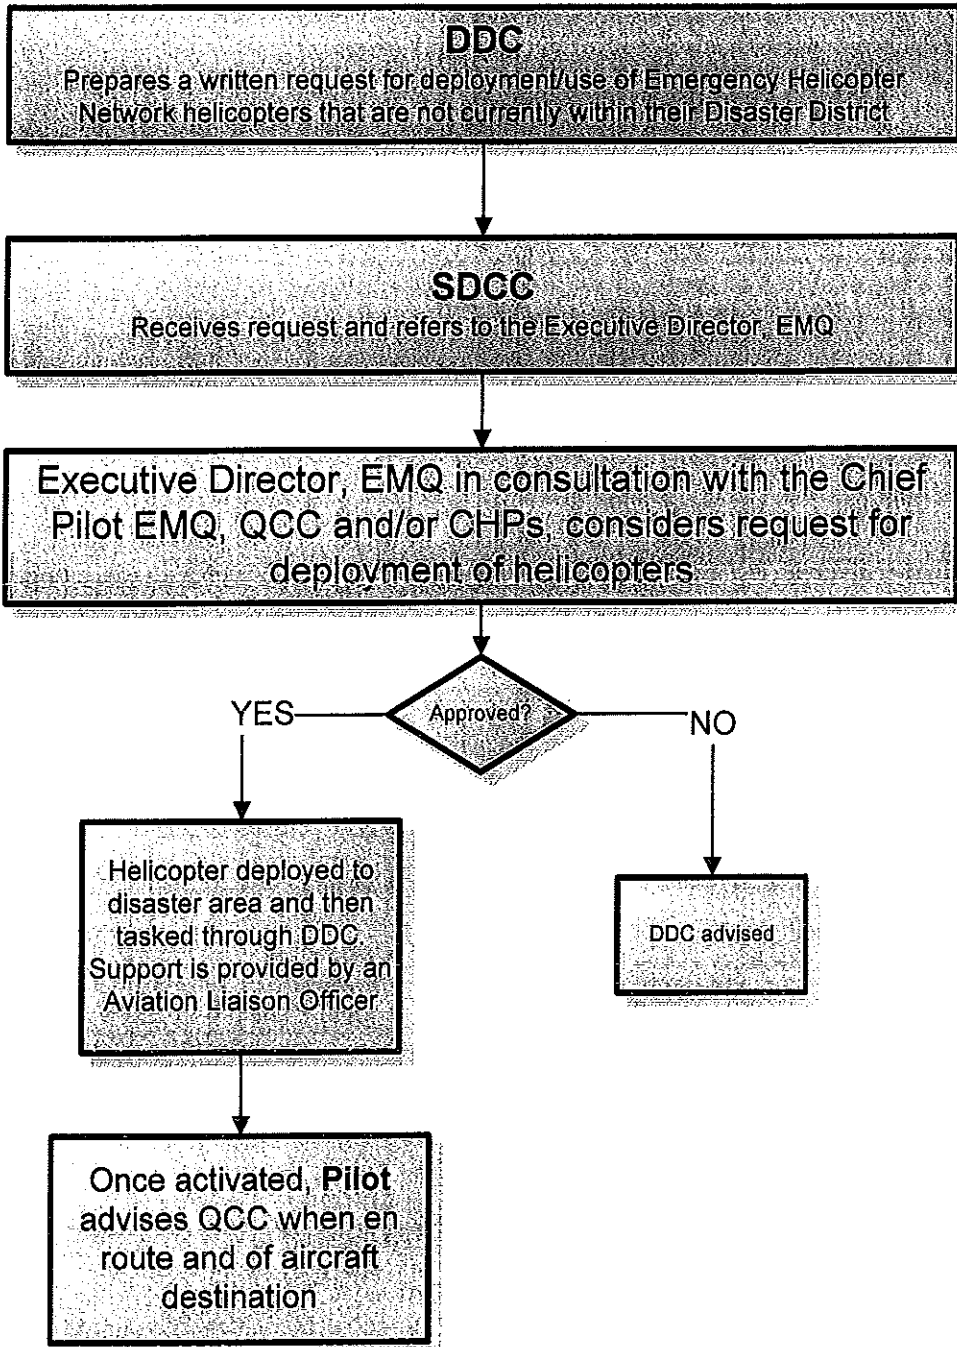 DDC
Prepares a written request for deployment/use of Emergency Helicopter
Network helicopters that are not currently within their Disaster District
SDCC
Receives request and refers to the Executive Director, EMQ
Executive Director, EMQ in consultation with the Chief
Pilot EMQ, QCC and/or CHPs, considers request for
deployment of helicopters
Approved?
YES
NO
Helicopter deployed to
disaster area and then
tasked through DDC.
Support is provided by an
Aviation Liaison Officer
DDC advised
Once activated, Pilot
advises QCC when en
route and of aircraft
destination